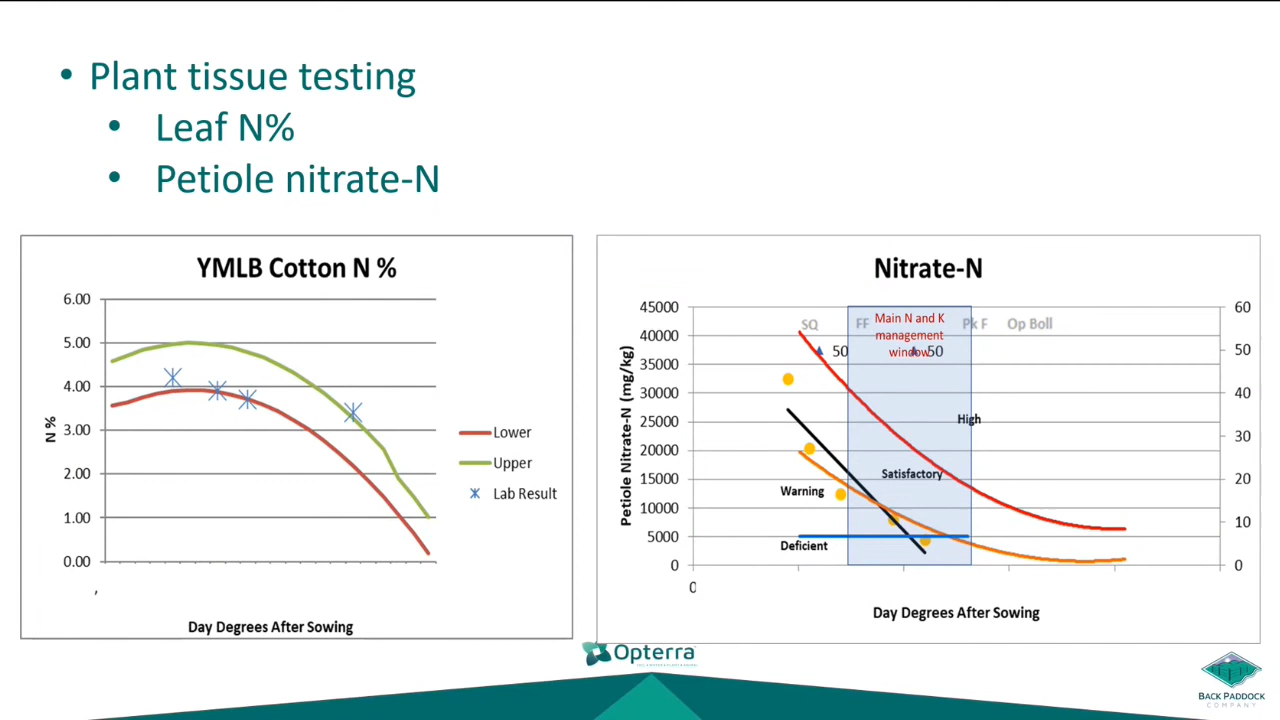 • Plant tissue testing
• Leaf N%
• Petiole nitrate-N
YMLB Cotton N %
6.00
5.00
4.00
3.00
2.00
1.00
0.00
N %
Lower
Upper
Lab Result
,
Day Degrees After Sowing
Nitrate-N
45000
40000
35000
30000
25000
20000
15000
10000
5000
0
Petiole Nitrate-N (mg/kg)
60
50
40
30
20
10
0
SQ FF Pk F Op Boll
Main N and K
management
window
50 50
High
Satisfactory
Warning
Deficient
0
Day Degrees After Sowing
Opterra
BACK PADDOCK
COMPANY